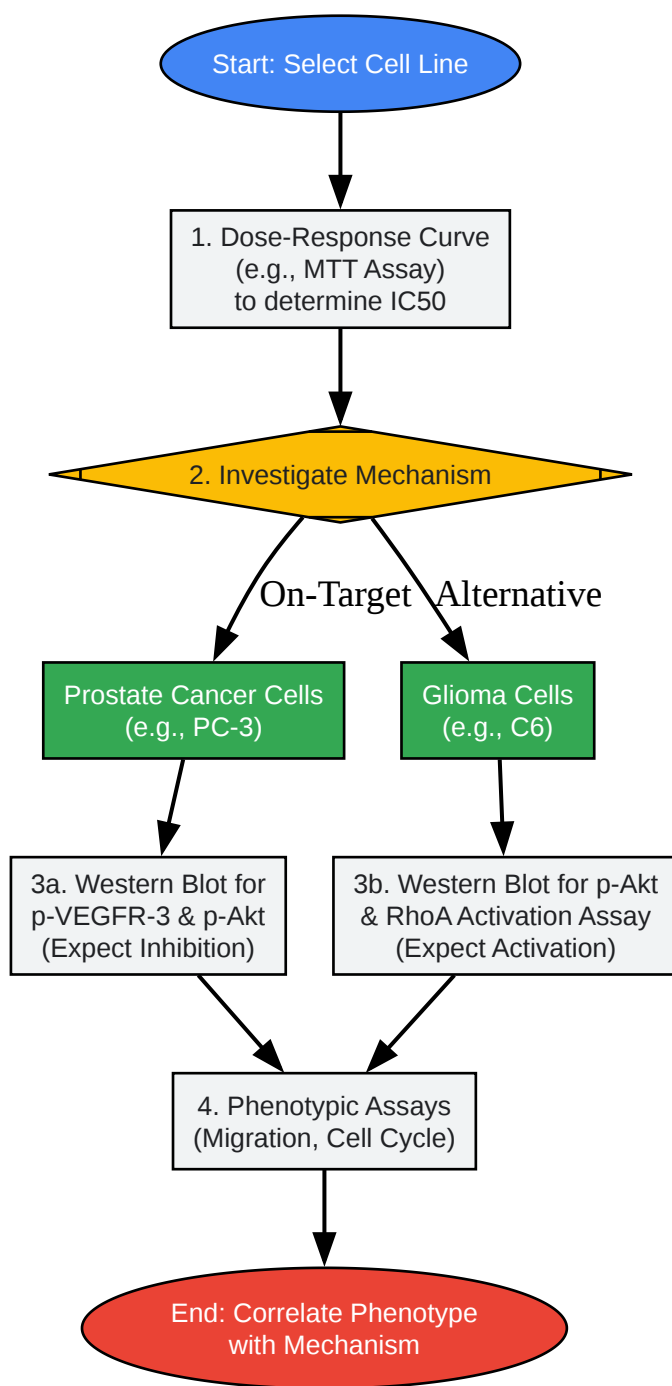 Start: Select Cell Line
1. Dose-Response Curve
(e.g., MTT Assay)
to determine IC50
2. Investigate Mechanism
On-Target
Alternative
Prostate Cancer Cells
(e.g., PC-3)
Glioma Cells
(e.g., C6)
3a. Western Blot for
p-VEGFR-3 & p-Akt
(Expect Inhibition)
3b. Western Blot for p-Akt
& RhoA Activation Assay
(Expect Activation)
4. Phenotypic Assays
(Migration, Cell Cycle)
End: Correlate Phenotype
with Mechanism